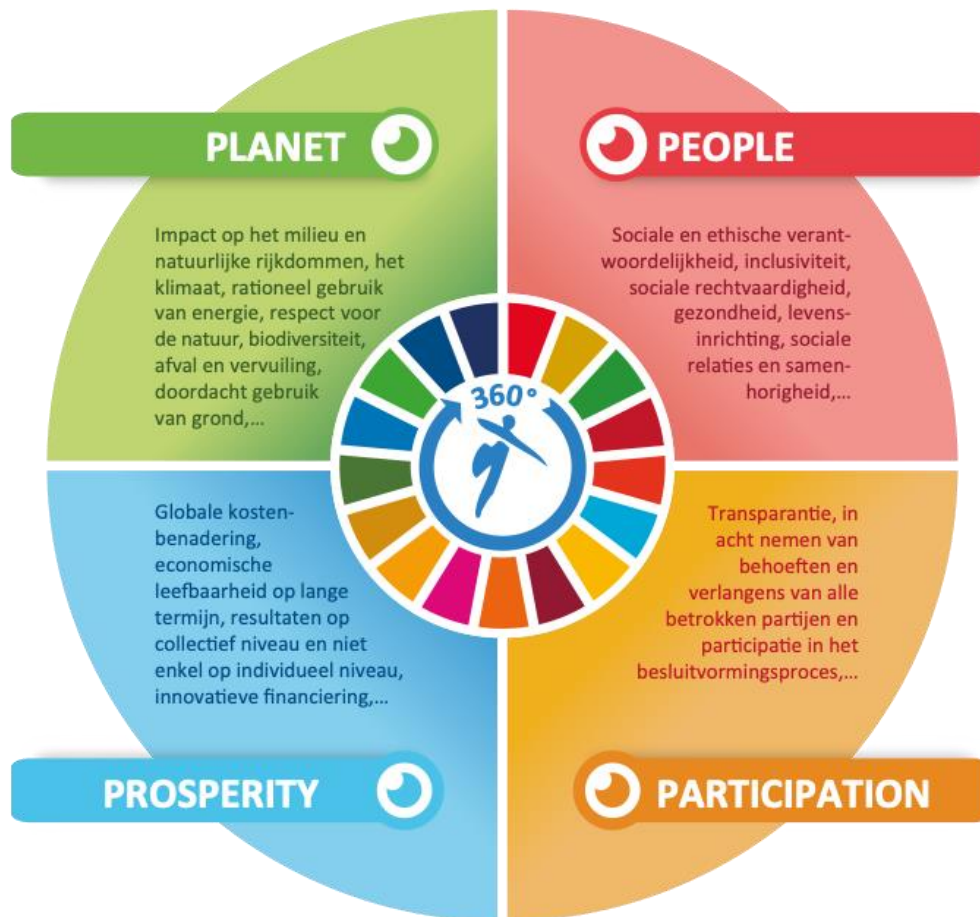 PLANET
Impact op het milieu en
natuurlijke rijkdommen, het
klimaat, rationeel gebruik
van energie, respect voor
de natuur, biodiversiteit,
afval en vervuiling,
doordacht gebruik
van grond,...
PEOPLE
Sociale en ethische verant-
woordelijkheid, inclusiviteit,
sociale rechtvaardigheid,
gezondheid, levens-
inrichting, sociale
relaties en samen-
horigheid,...
360°
Globale kosten-
benadering,
economische
leefbaarheid op lange
termijn, resultaten op
collectief niveau en niet
enkel op individueel niveau,
innovatieve financiering,...
PROSPERITY
Transparantie, in
acht nemen van
behoeften en
verlangens van alle
betrokken partijen en
participatie in het
besluitvormingsproces,...
PARTICIPATION